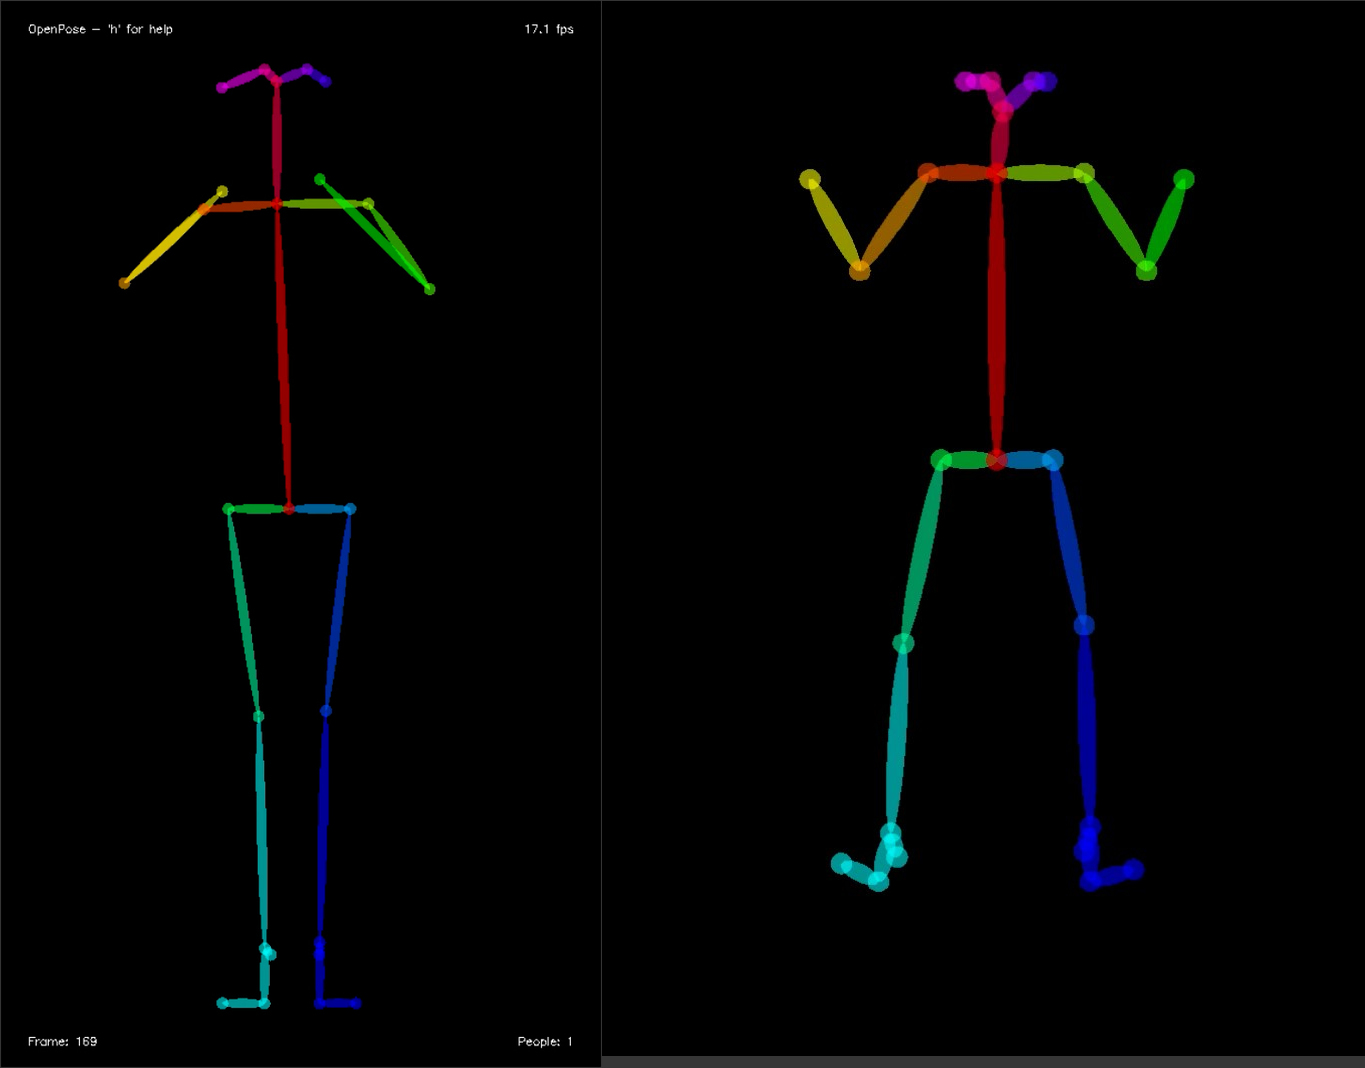 OpenPose - 'h' for help
17.1 fps
Frame: 169
People: 1